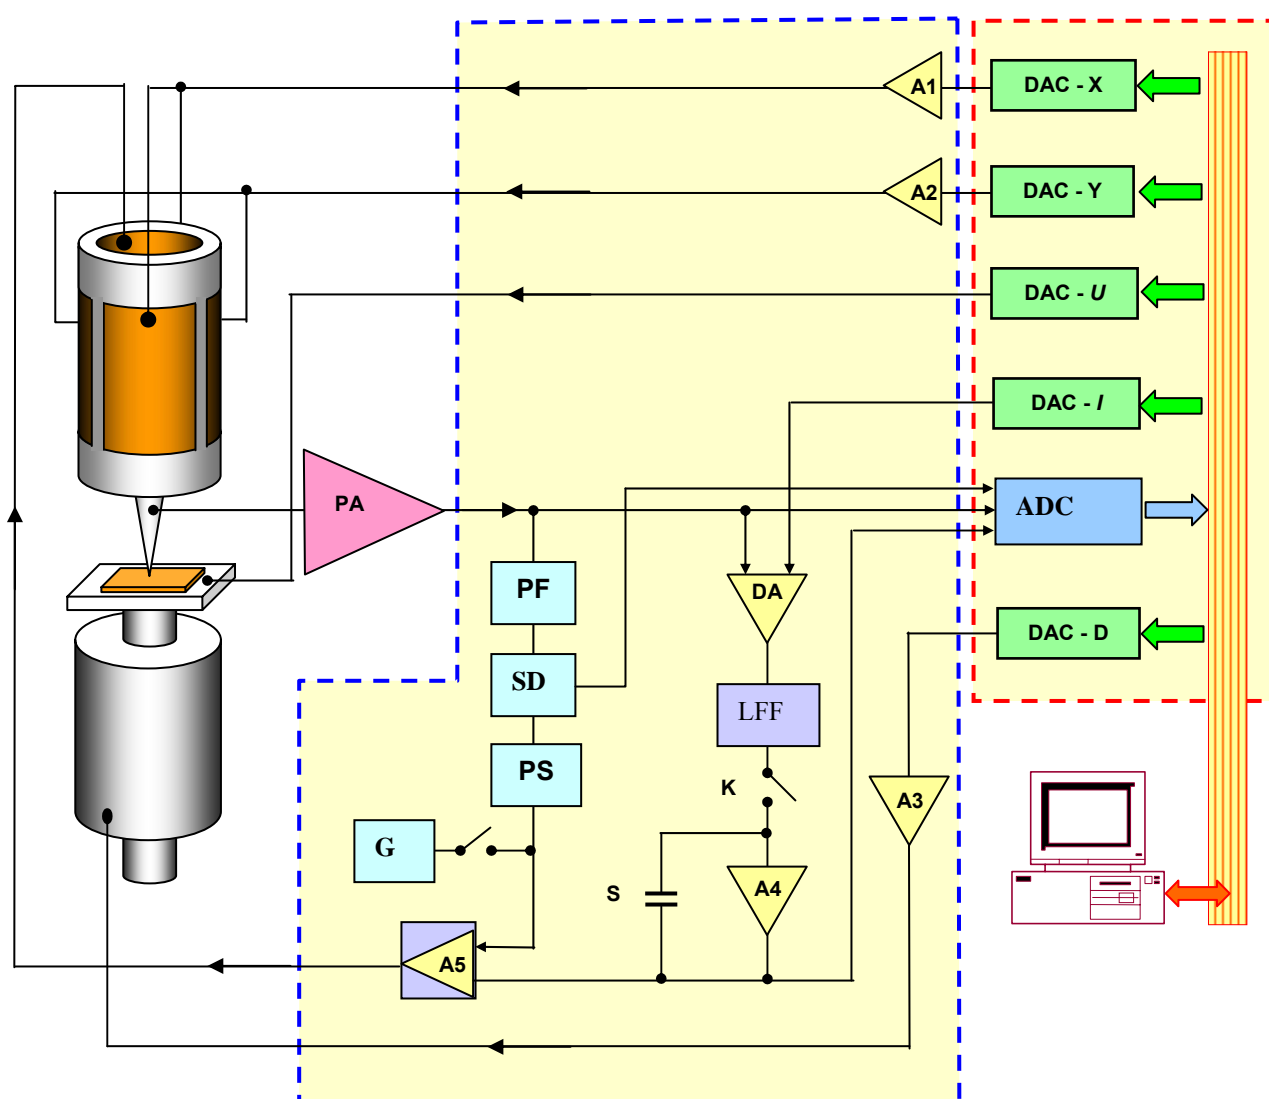 A1
DAC - X
A2
DAC - Y
DAC - U
DAC - I
PA
ADC
PF
DA
DAC - D
SD
LFF
PS
K
A3
G
S
A4
A5